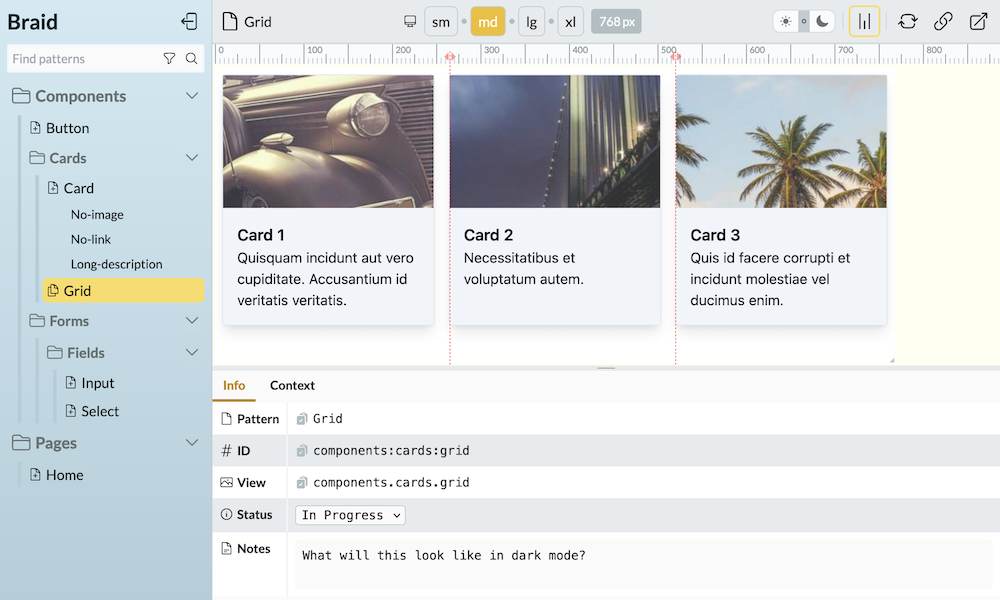 Braid
Find patterns
Components
Button
Cards
Card
No-image
No-link
Long-description
Grid
Forms
Fields
Input
Select
Pages
Home
Grid
sm md lg xl 768 px
0 100 200 300 400 500 600 700 800
Card 1
Quisquam incidunt aut vero
cupiditate. Accusantium id
veritatis veritatis.
Card 2
Necessitatibus et
voluptatum autem.
Card 3
Quis id facere corrupti et
incidunt molestiae vel
ducimus enim.
Info Context
Pattern Grid
# ID components:cards:grid
View components.cards.grid
Status In Progress
Notes What will this look like in dark mode?